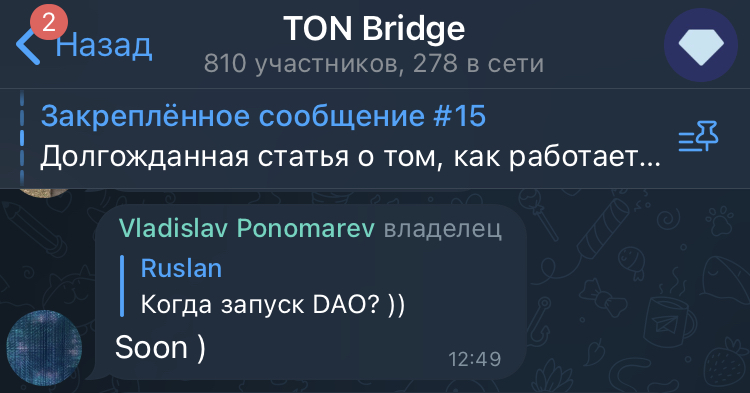 2
Назад
TON Bridge
810 участников, 278 в сети
Закреплённое сообщение #15
Долгожданная статья о том, как работает...
Vladislav Ponomarev владелец
Ruslan
Когда запуск DAO? ))
Soon )
12:49